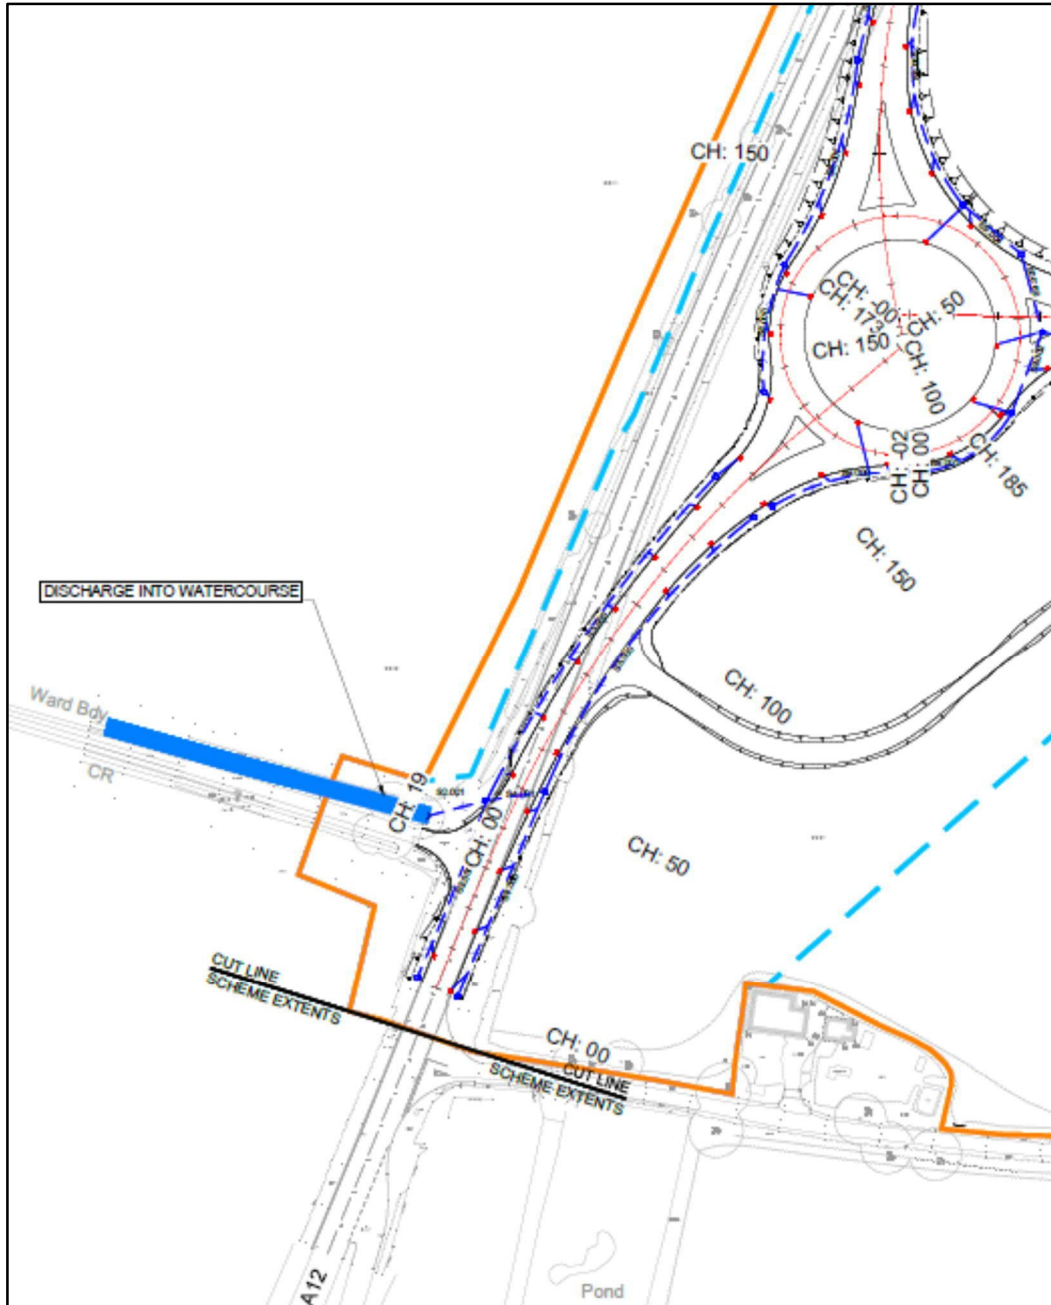 CH: 150
CH: -00
CH: 173
CH: 50
CH: 150
CH: 100
CH: -02
CH: 00
CH: 185
CH: 150
DISCHARGE INTO WATERCOURSE
CH: 100
Ward Bdy
CR
CH: 19
S2.001
CH: 00
CH: 50
CUT LINE
SCHEME EXTENTS
CH: 00
CUT LINE
SCHEME EXTENTS
A12
Pond